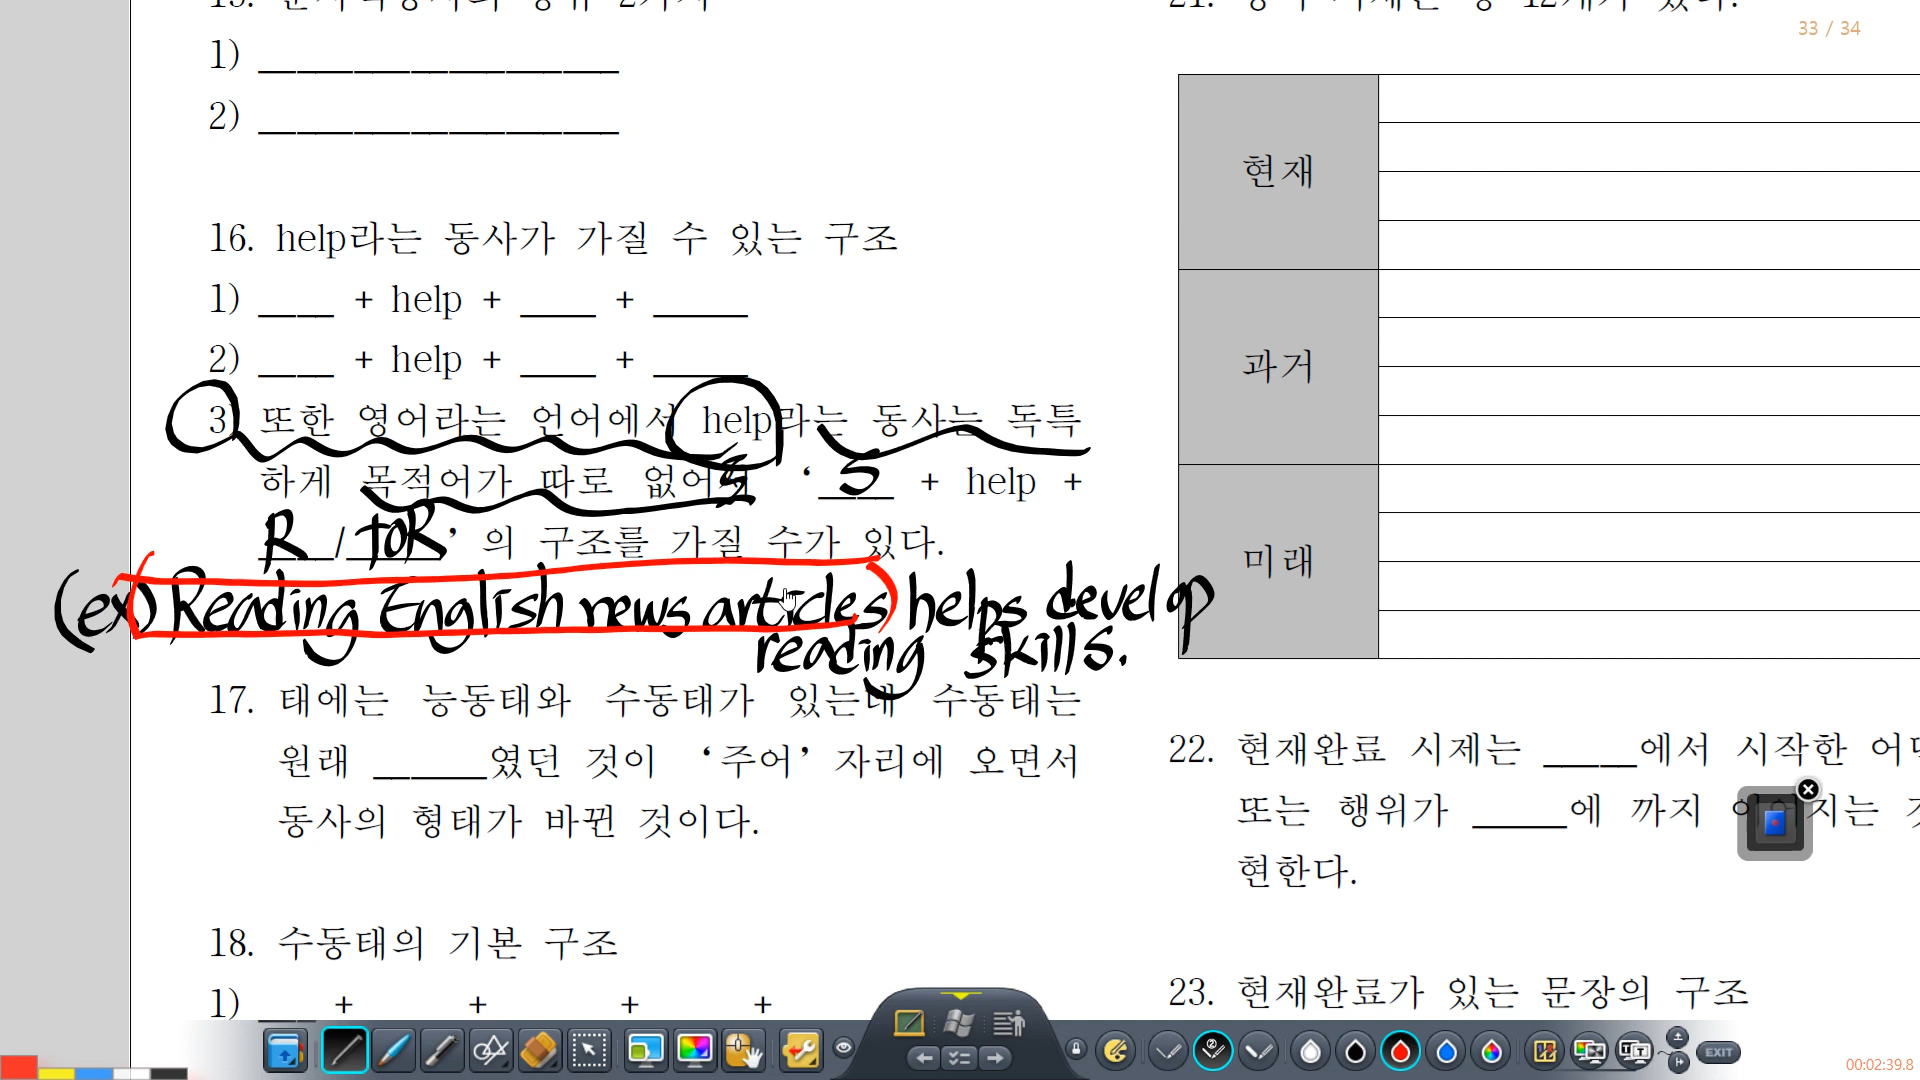 33 / 34
1) ___________________
2) ___________________
16. help라는 동사가 가질 수 있는 구조
1) ____ + help + ____ + _____
2) ____ + help + ____ + _____
3) 또한 영어라는 언어에서 help라는 동사는 독특
하게 목적어가 따로 없어서 ‘ S + help +
R / toR ’ 의 구조를 가질 수가 있다.
(ex) Reading English news articles helps develop
reading skills.
17. 태에는 능동태와 수동태가 있는데 수동태는
원래 ______였던 것이 ‘주어’ 자리에 오면서
동사의 형태가 바뀐 것이다.
18. 수동태의 기본 구조
1) ____ + + + +
현재
과거
미래
22. 현재완료 시제는 _____에서 시작한
또는 행위가 _____에 까지 이어지는
현한다.
23. 현재완료가 있는 문장의 구조
EXIT
00:02:39.8